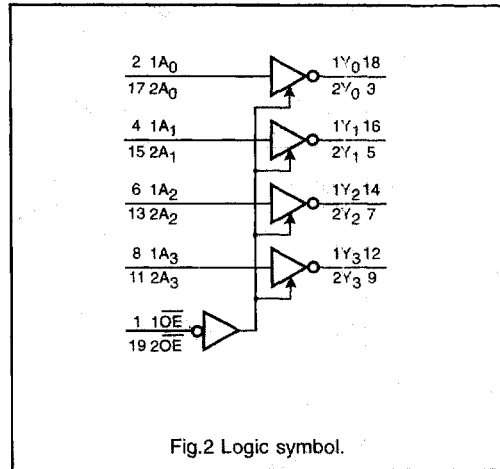 2 1A0
17 2A0
1Y0 18
2Y0 3
4 1A1
15 2A1
1Y1 16
2Y1 5
6 1A2
13 2A2
1Y2 14
2Y2 7
8 1A3
11 2A3
1Y3 12
2Y3 9
1 1O̅E̅
19 2O̅E̅
Fig.2 Logic symbol.